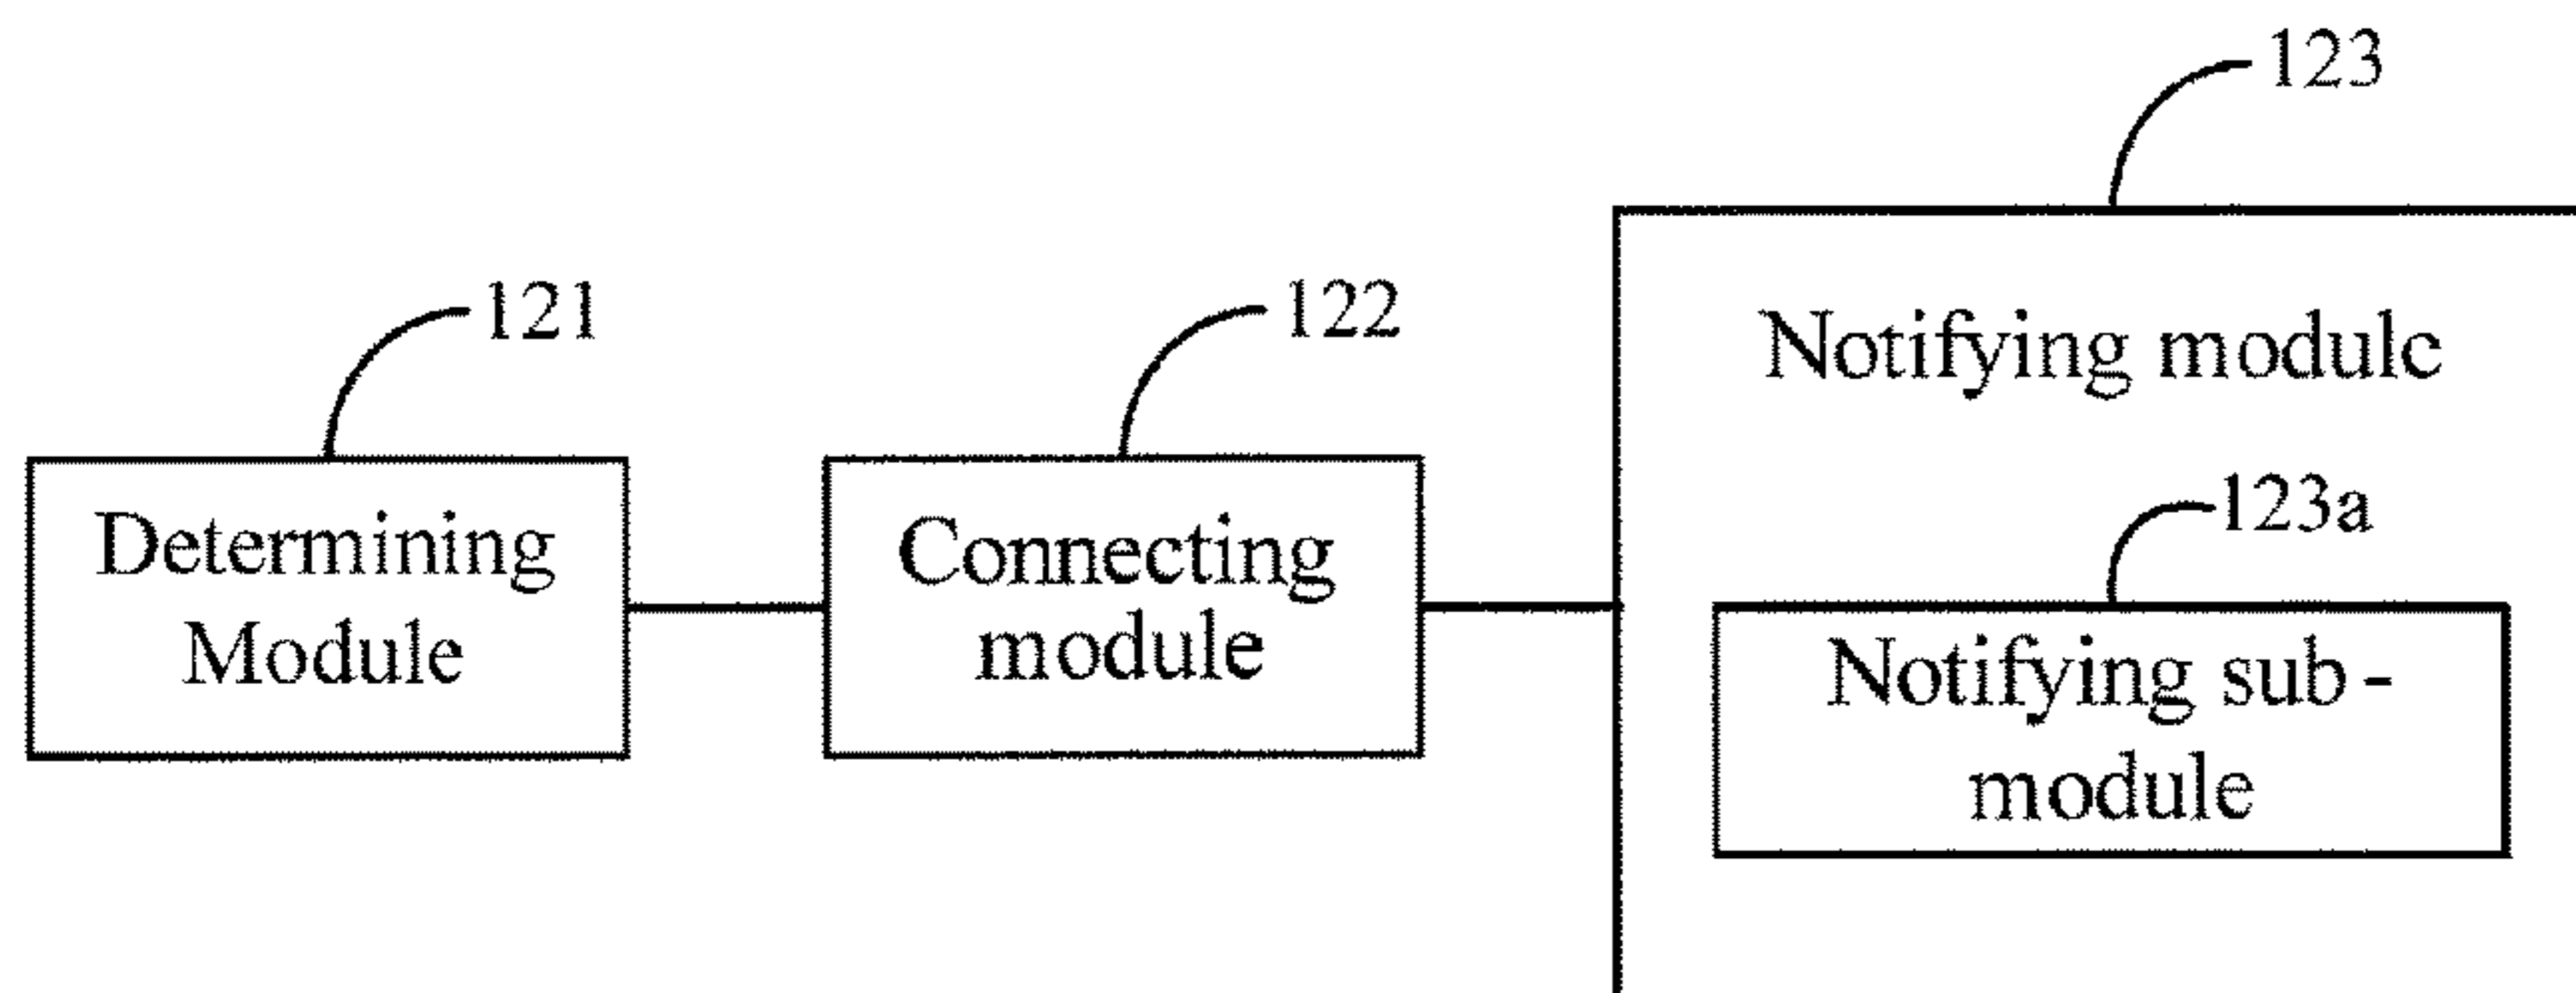 123
121
122
Notifying module
123a
Determining
Module
Connecting
module
Notifying sub-
module